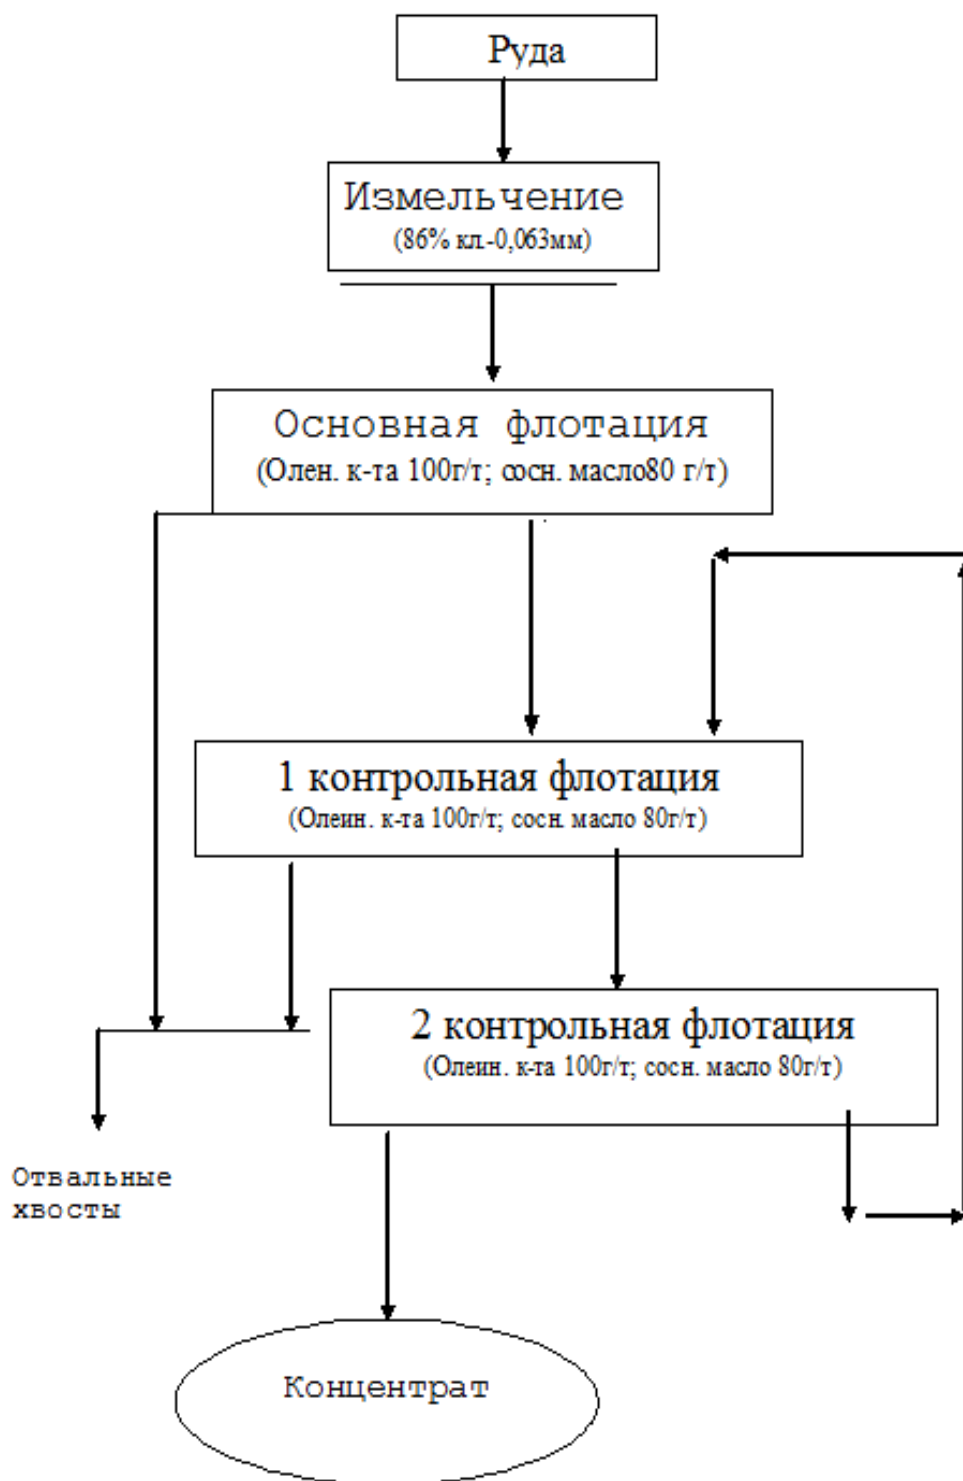 Руда
Измельчение
(86% кл.-0,063мм)
Основная флотация
(Олен. к-та 100г/т; сосн. масло80 г/т)
1 контрольная флотация
(Олеин. к-та 100г/т; сосн. масло 80г/т)
2 контрольная флотация
(Олеин. к-та 100г/т; сосн. масло 80г/т)
Отвальные
хвосты
Концентрат